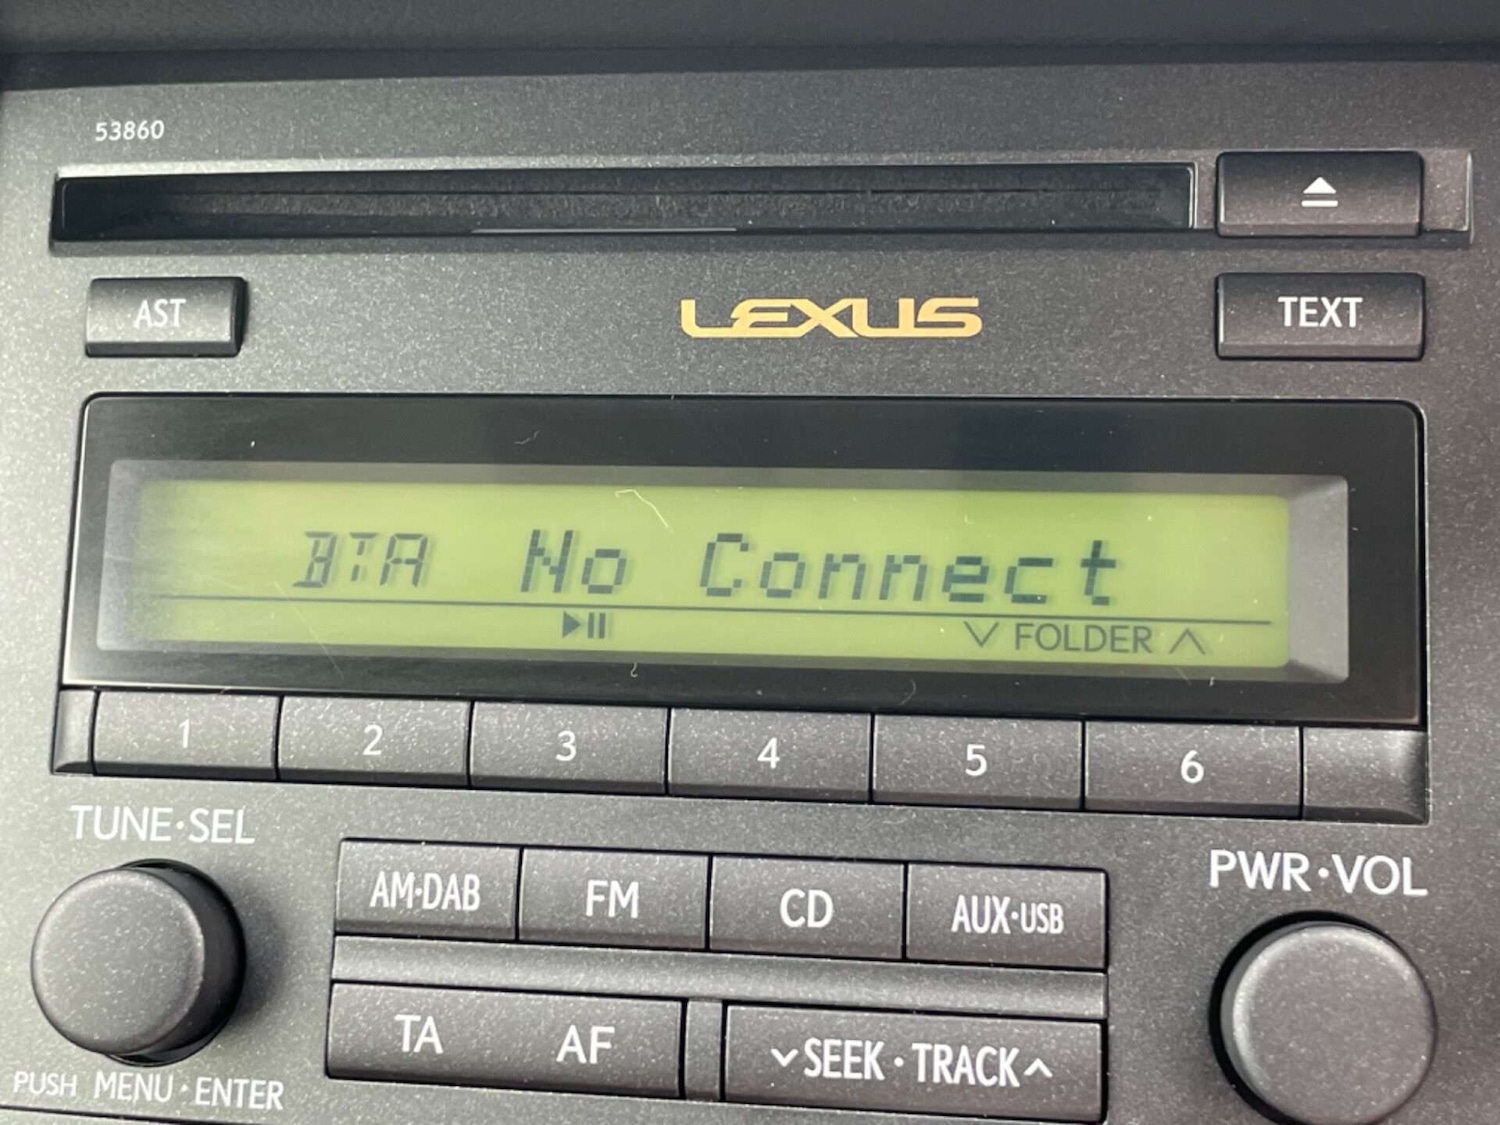 53860
AST
LEXUS
TEXT
BTA No Connect
FOLDER
1 2 3 4 5 6
TUNE·SEL
PWR·VOL
AM·DAB FM CD AUX·USB
TA AF SEEK·TRACK
PUSH MENU·ENTER